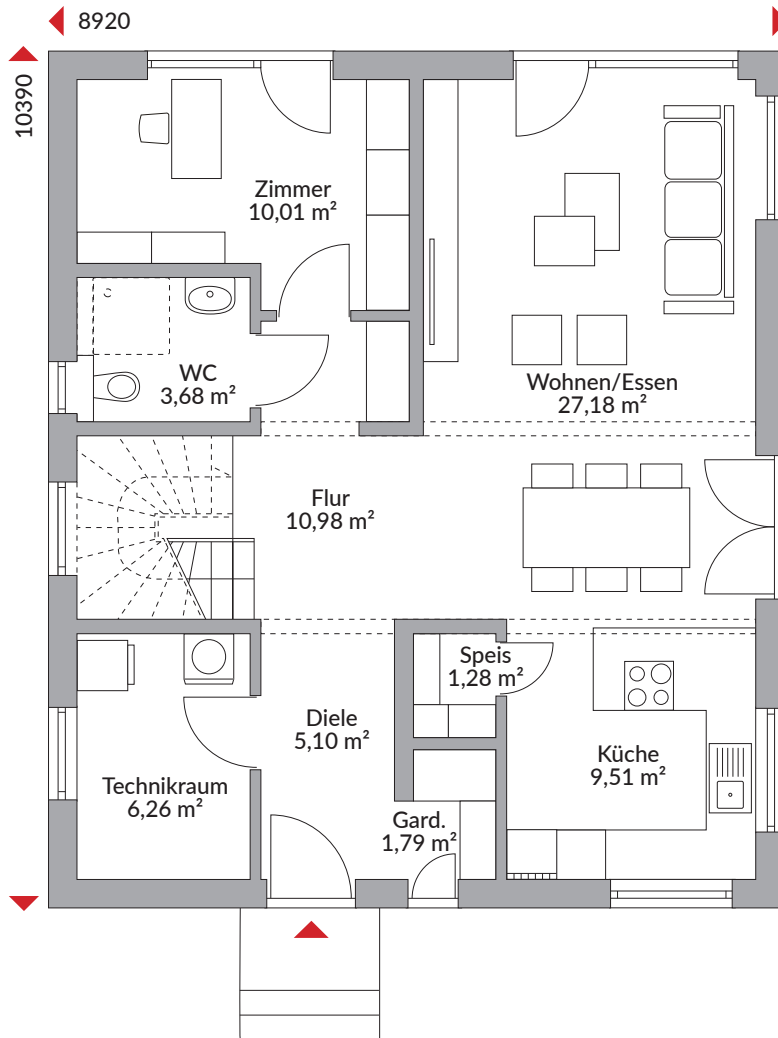 8920
10390
Zimmer
10,01 m²
WC
3,68 m²
Wohnen/Essen
27,18 m²
Flur
10,98 m²
Speis
1,28 m²
Diele
5,10 m²
Küche
9,51 m²
Technikraum
6,26 m²
Gard.
1,79 m²